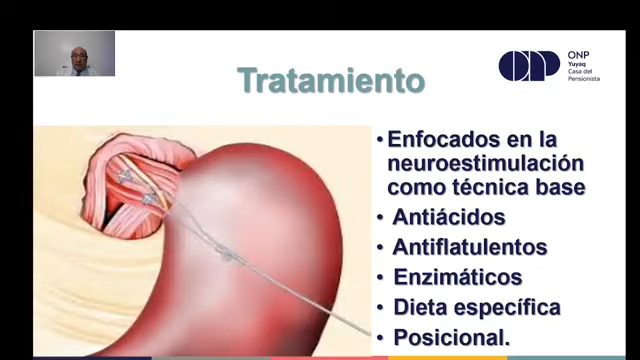 ONP
Yuyaq
Casa del
Pensionista
Tratamiento
• Enfocados en la
neuroestimulación
como técnica base
• Antiácidos
• Antiflatulentos
• Enzimáticos
• Dieta específica
• Posicional.